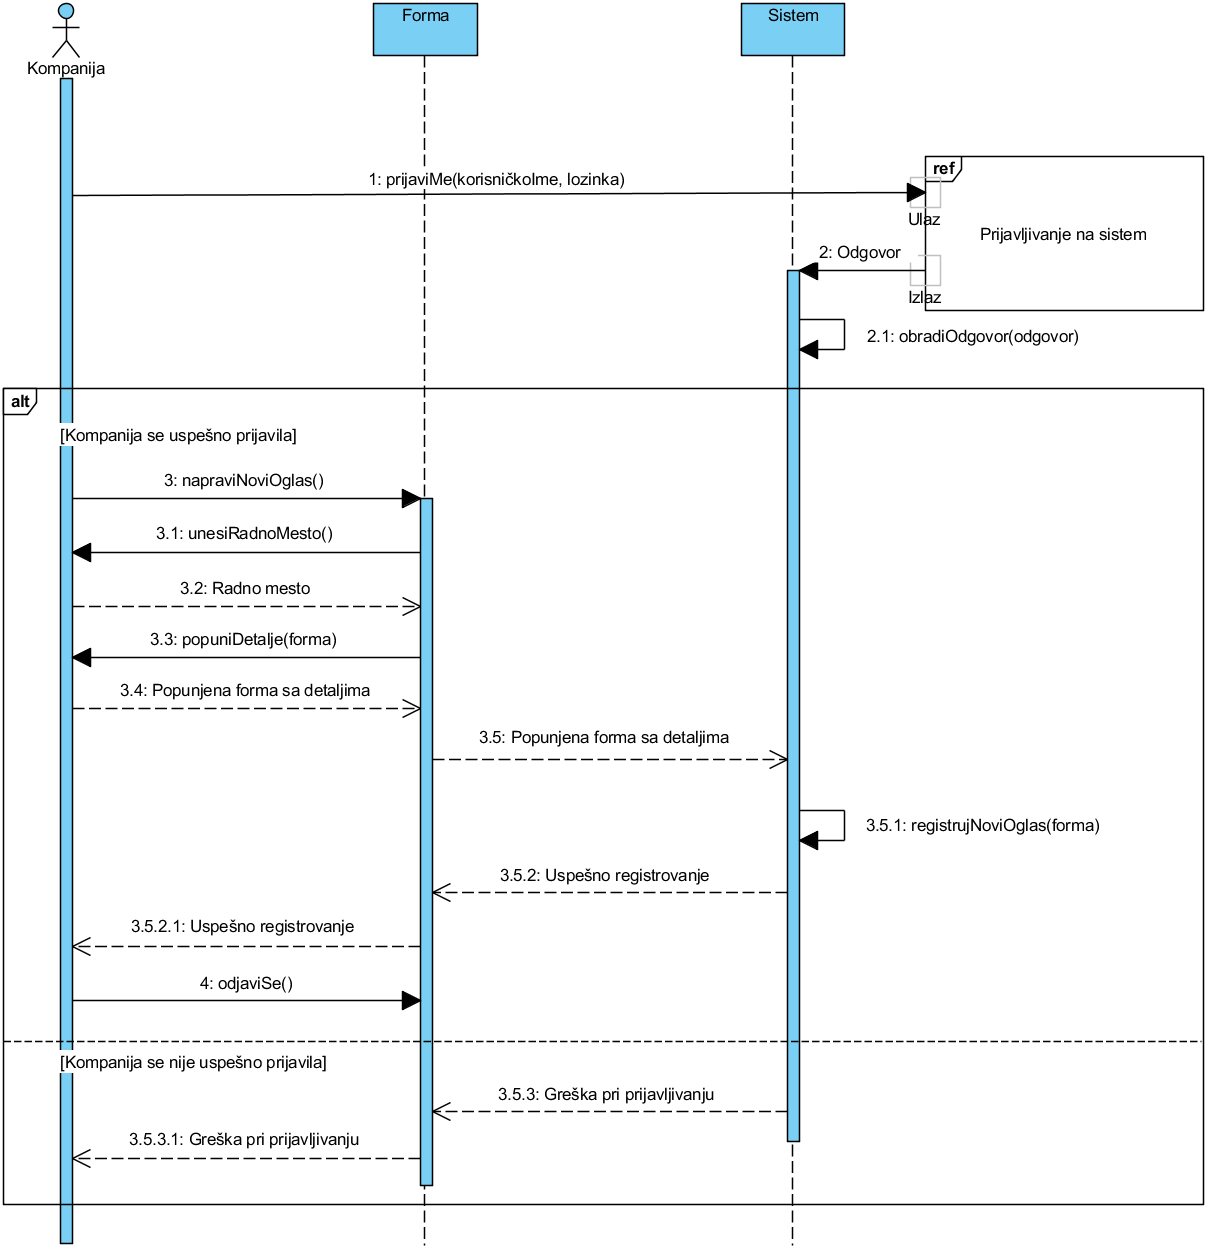 Kompanija
Forma
Sistem
ref
1: prijaviMe(korisničkoIme, lozinka)
Ulaz
Prijavljivanje na sistem
2: Odgovor
Izlaz
2.1: obradiOdgovor(odgovor)
alt
[Kompanija se uspešno prijavila]
3: napraviNoviOglas()
3.1: unesiRadnoMesto()
3.2: Radno mesto
3.3: popuniDetalje(forma)
3.4: Popunjena forma sa detaljima
3.5: Popunjena forma sa detaljima
3.5.1: registrujNoviOglas(forma)
3.5.2: Uspešno registrovanje
3.5.2.1: Uspešno registrovanje
4: odjaviSe()
[Kompanija se nije uspešno prijavila]
3.5.3: Greška pri prijavljivanju
3.5.3.1: Greška pri prijavljivanju